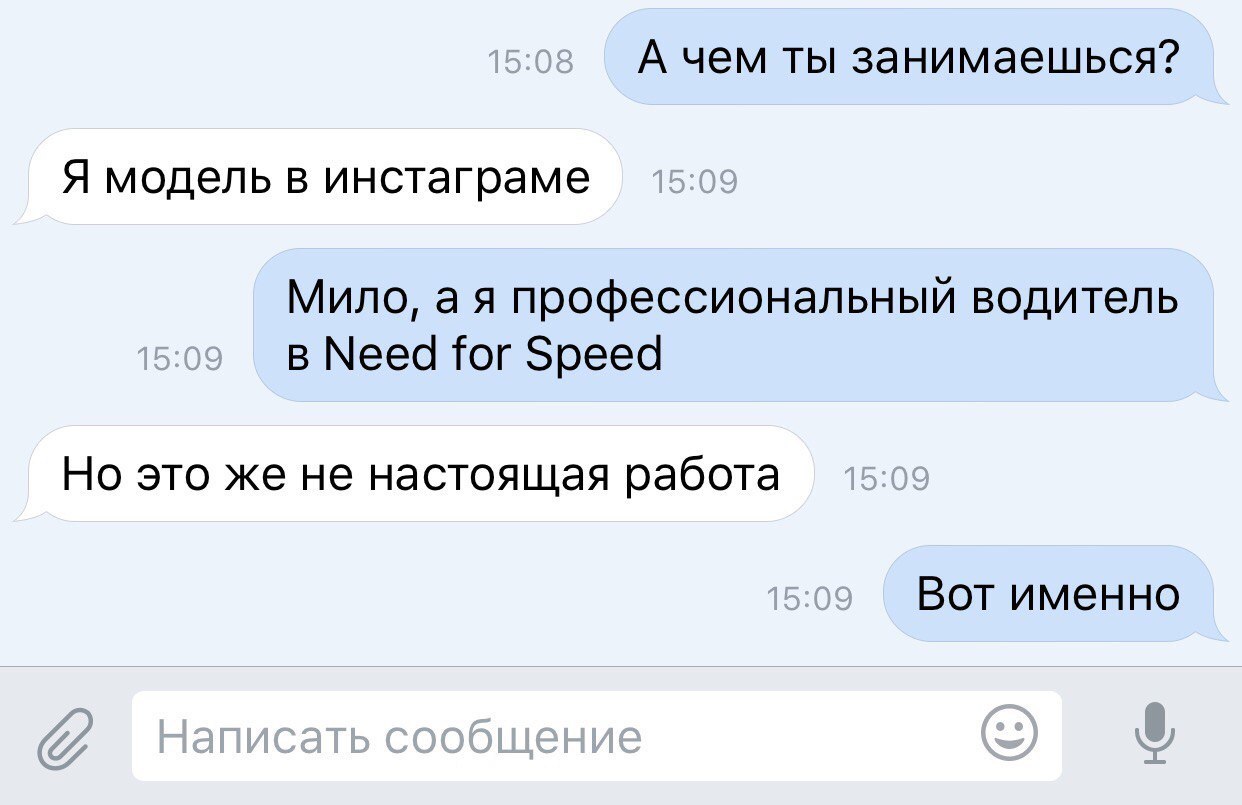 А чем ты занимаешься?
15:08
Я модель в инстаграме
15:09
Мило, а я профессиональный водитель
в Need for Speed
15:09
Но это же не настоящая работа
15:09
Вот именно
15:09
Написать сообщение